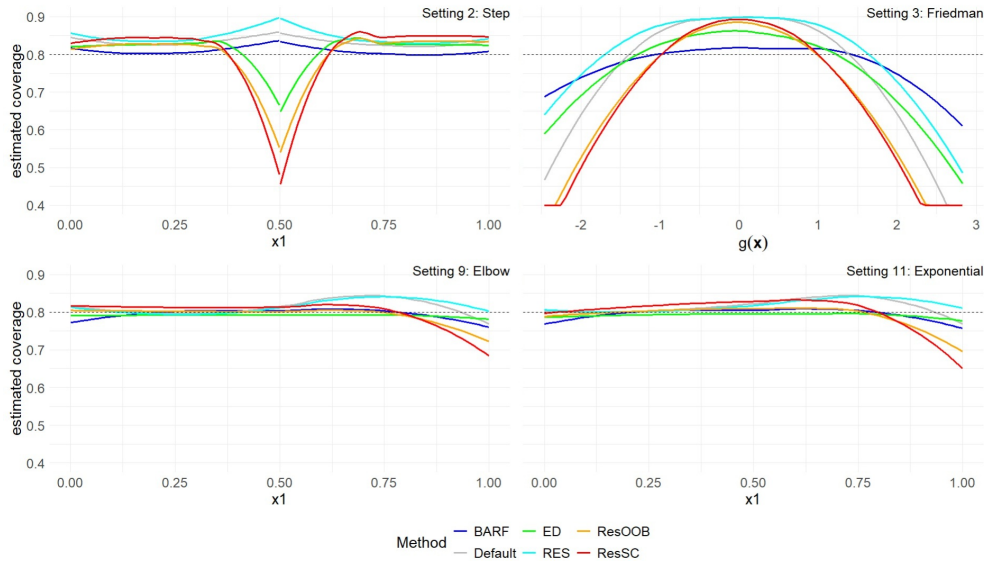 Setting 2: Step
Setting 3: Friedman
estimated coverage
0.9
0.8
0.7
0.6
0.5
0.4
0.00 0.25 0.50 0.75 1.00
x1
-2 -1 0 1 2 3
g(x)
Setting 9: Elbow
Setting 11: Exponential
estimated coverage
0.9
0.8
0.7
0.6
0.5
0.4
0.00 0.25 0.50 0.75 1.00
x1
0.00 0.25 0.50 0.75 1.00
x1
Method
BARF ED ResOOB
Default RES ResSC